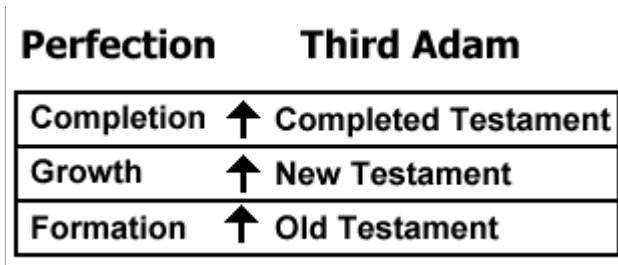 Perfection Third Adam
Completion ↑ Completed Testament
Growth ↑ New Testament
Formation ↑ Old Testament